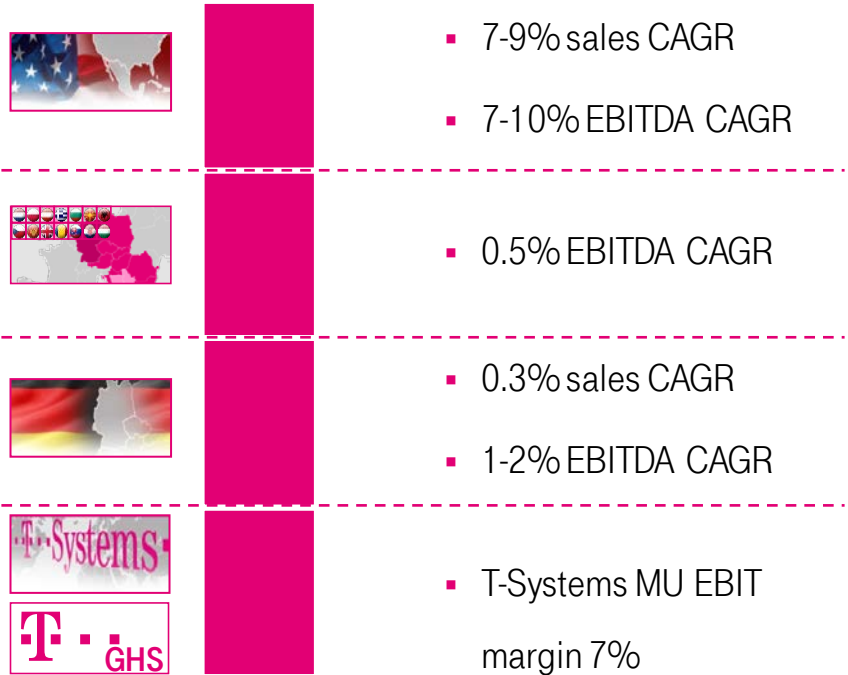 7-9% sales CAGR
7-10% EBITDA CAGR
0.5% EBITDA CAGR
0.3% sales CAGR
1-2% EBITDA CAGR
·T··Systems·
T-Systems MU EBIT
margin 7%
·T···
GHS